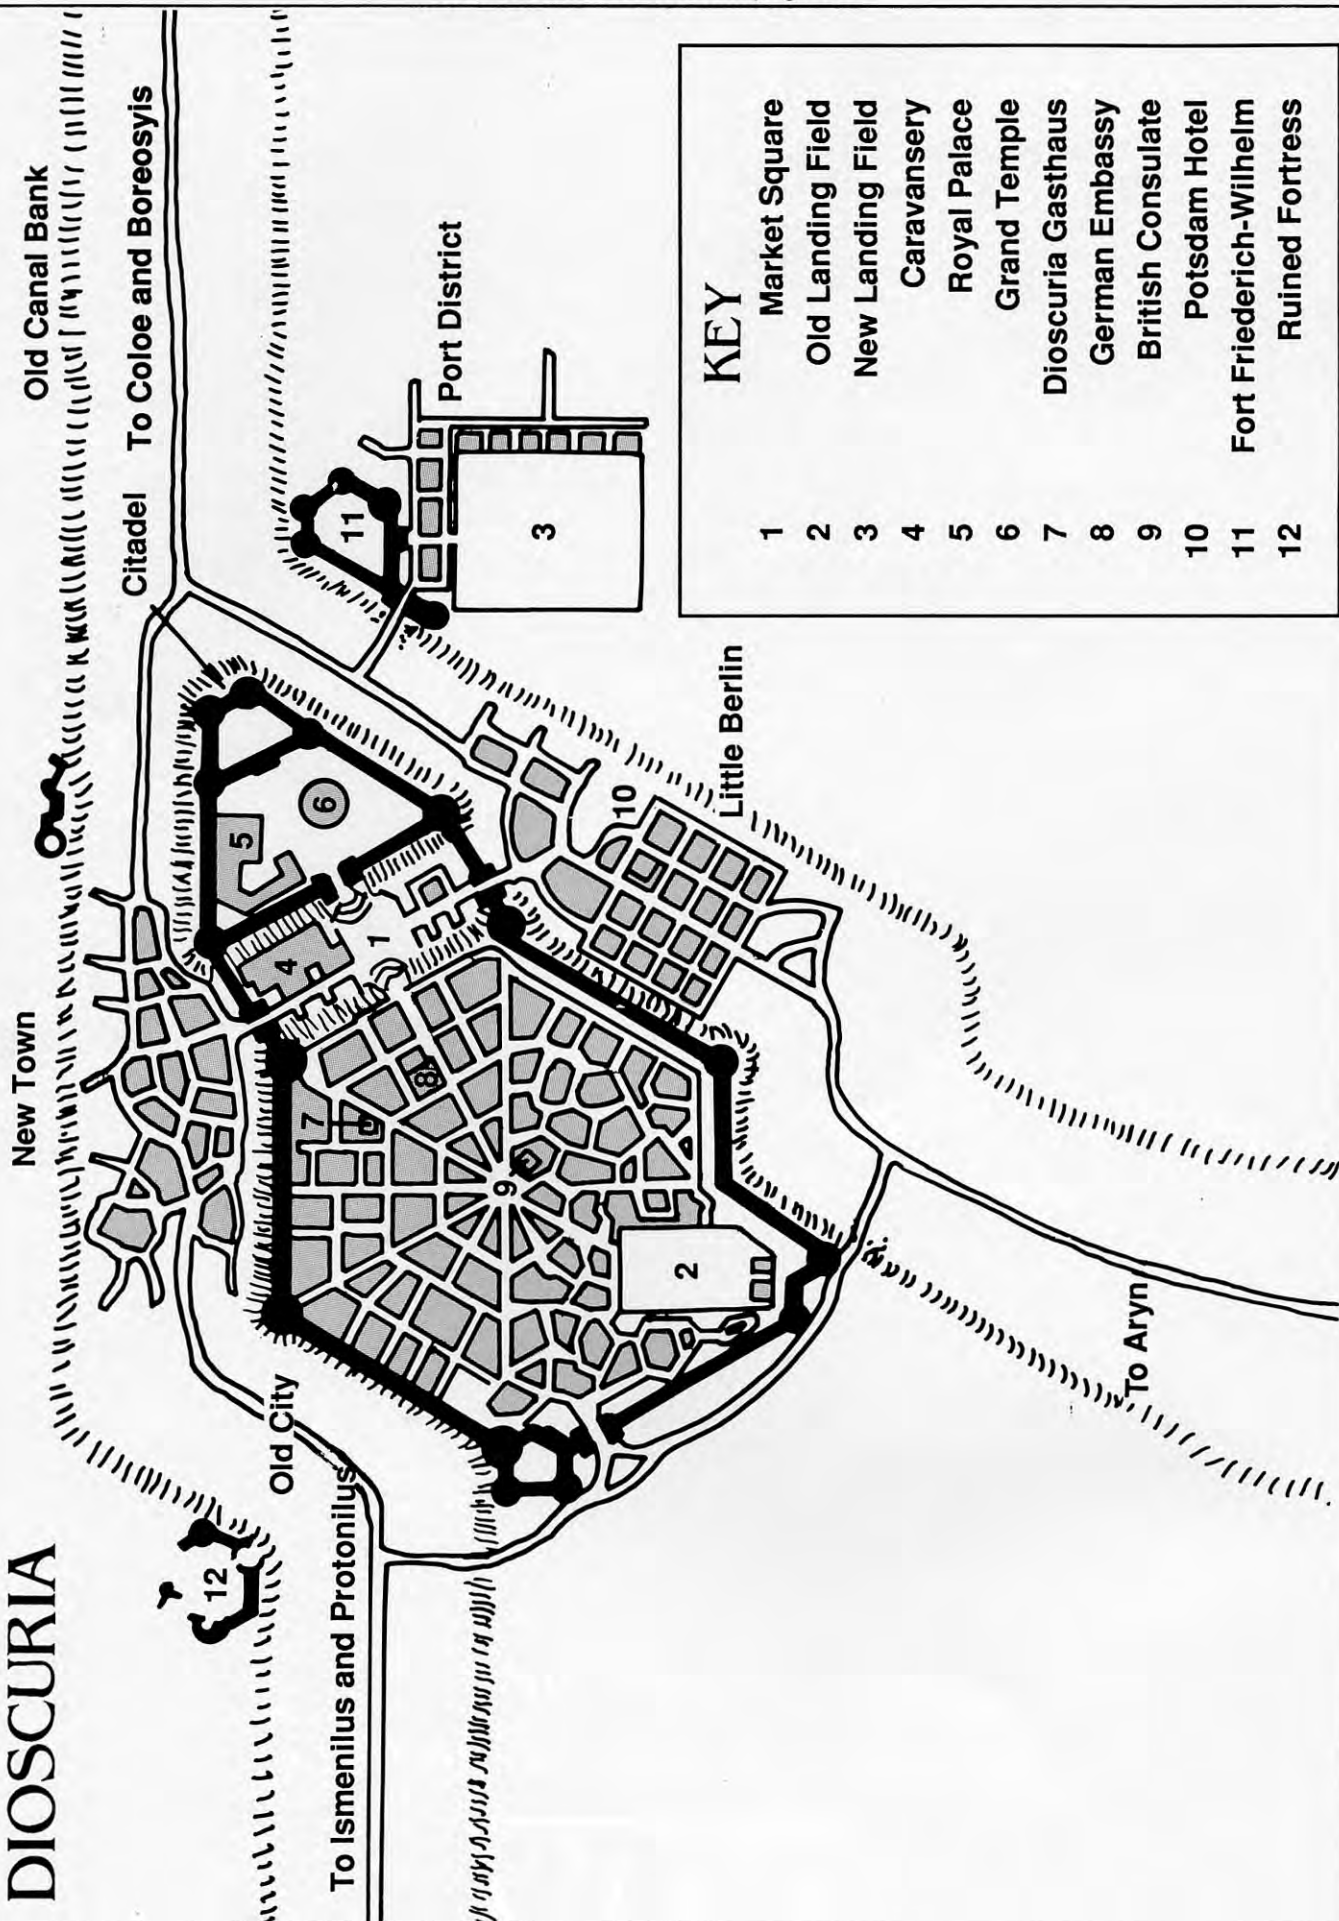 DIOSCURIA
New Town
Old Canal Bank
Citadel
To Coloe and Boreosyis
Old City
To Ismenilus and Protonilus
Port District
Little Berlin
To Aryn
1
2
3
4
5
6
7
8
9
10
11
12
KEY
1 Market Square
2 Old Landing Field
3 New Landing Field
4 Caravansery
5 Royal Palace
6 Grand Temple
7 Dioscuria Gasthaus
8 German Embassy
9 British Consulate
10 Potsdam Hotel
11 Fort Friederich-Wilhelm
12 Ruined Fortress